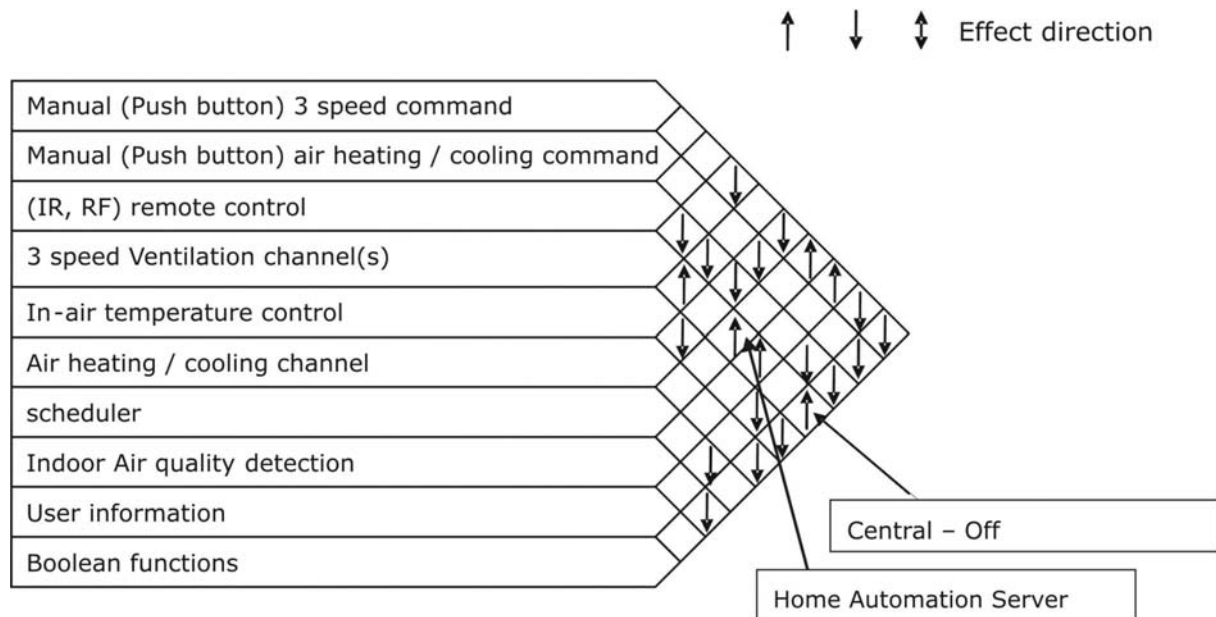 Effect direction
Manual (Push button) 3 speed command
Manual (Push button) air heating / cooling command
(IR, RF) remote control
3 speed Ventilation channel(s)
In-air temperature control
Air heating / cooling channel
scheduler
Indoor Air quality detection
User information
Boolean functions
Central – Off
Home Automation Server